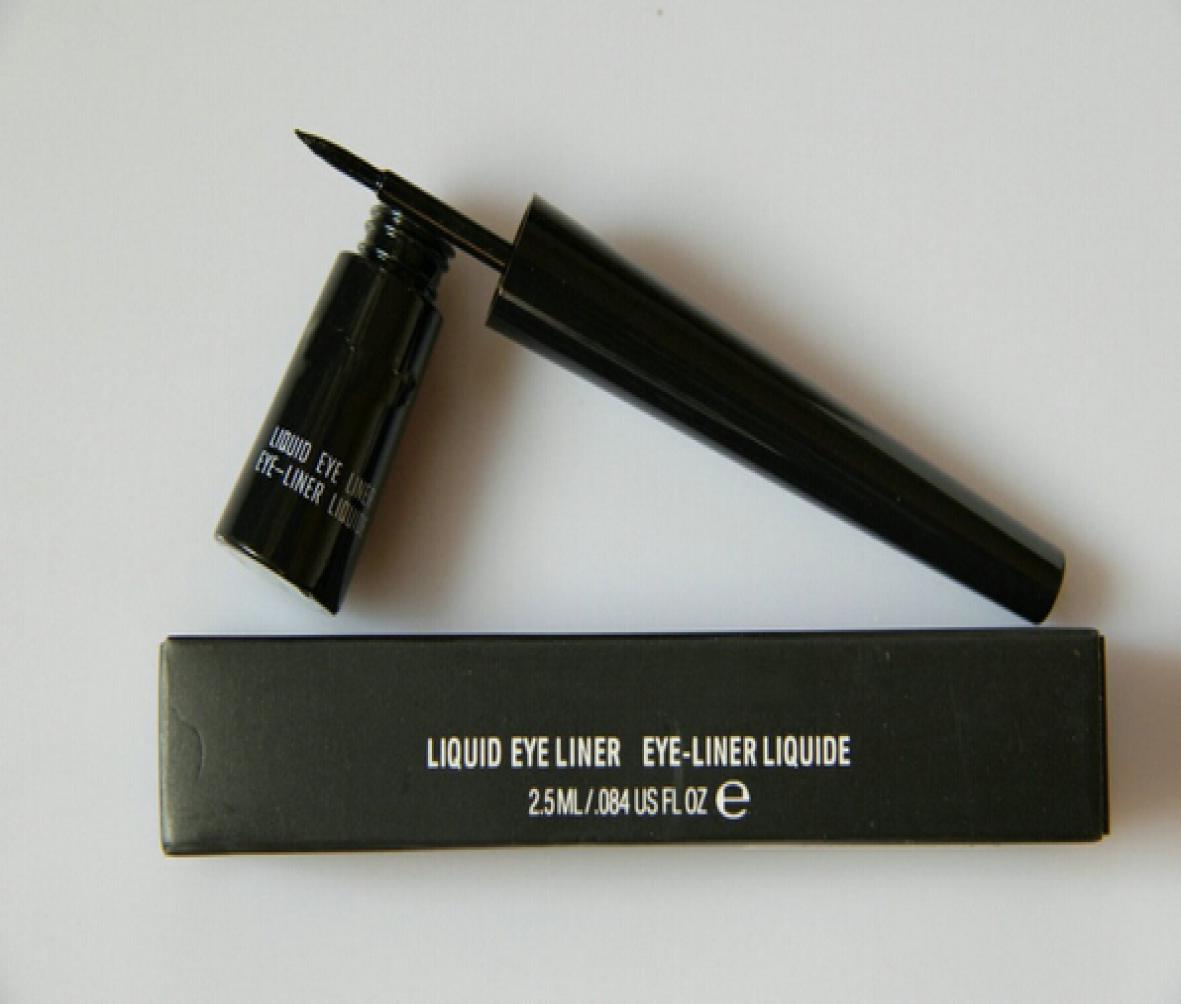 LIQUID EYE LINER
EYE-LINER LIQUIDE
LIQUID EYE LINER EYE-LINER LIQUIDE
2.5 ML/.084 US FL OZ e